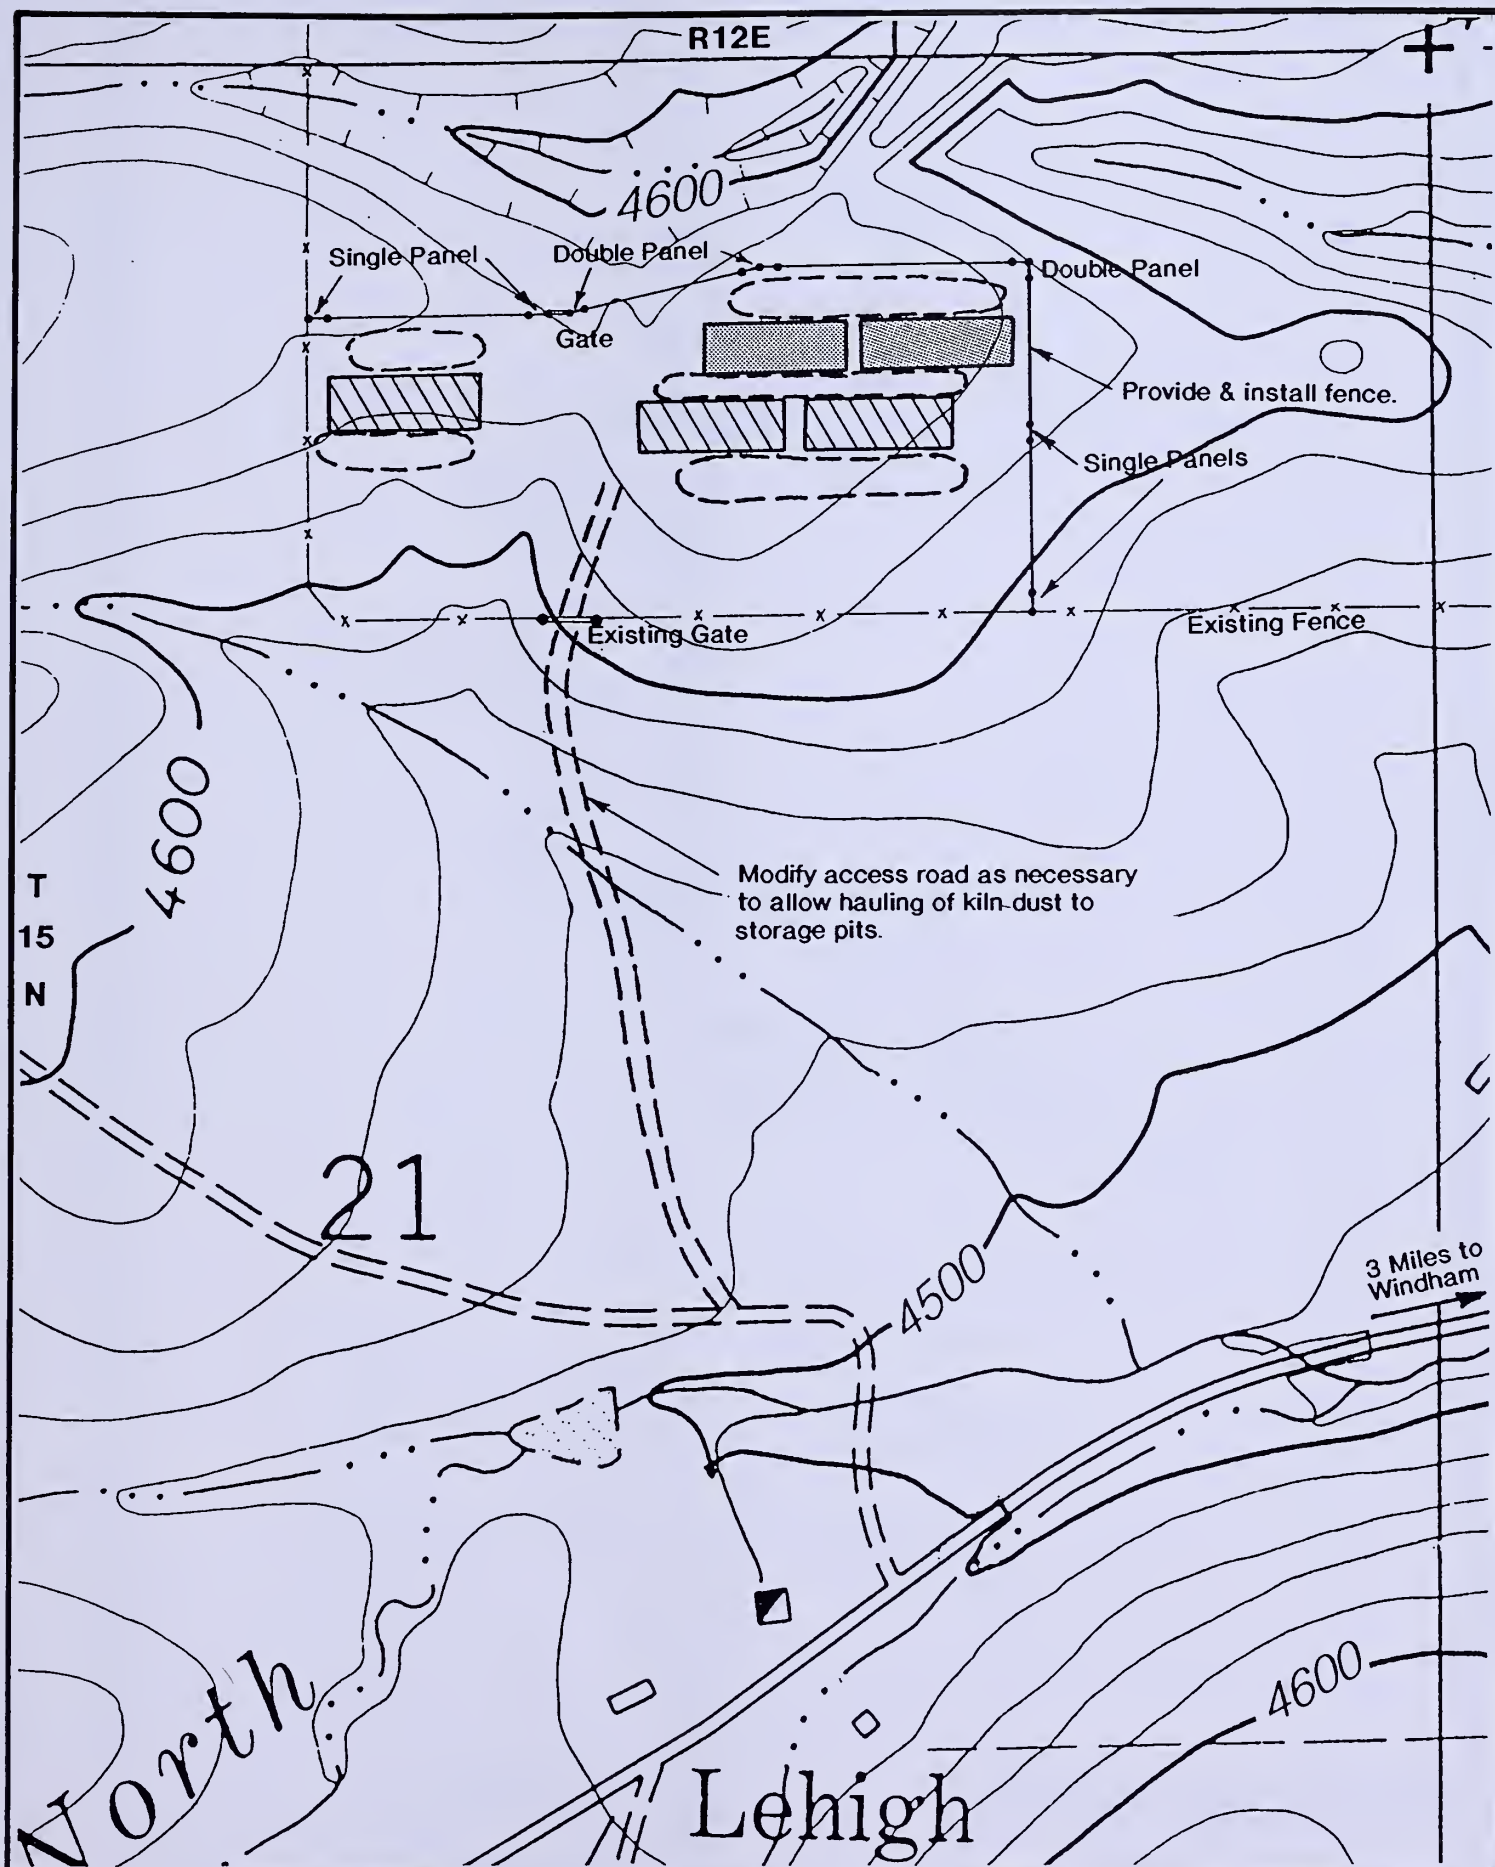 R12E
4600
Single Panel
Double Panel
Double Panel
Gate
Provide & install fence.
Single Panels
Existing Gate
Existing Fence
4600
T
15
N
Modify access road as necessary
to allow hauling of kiln dust to
storage pits.
21
3 Miles to
Windham
4500
4600
North
Lehigh